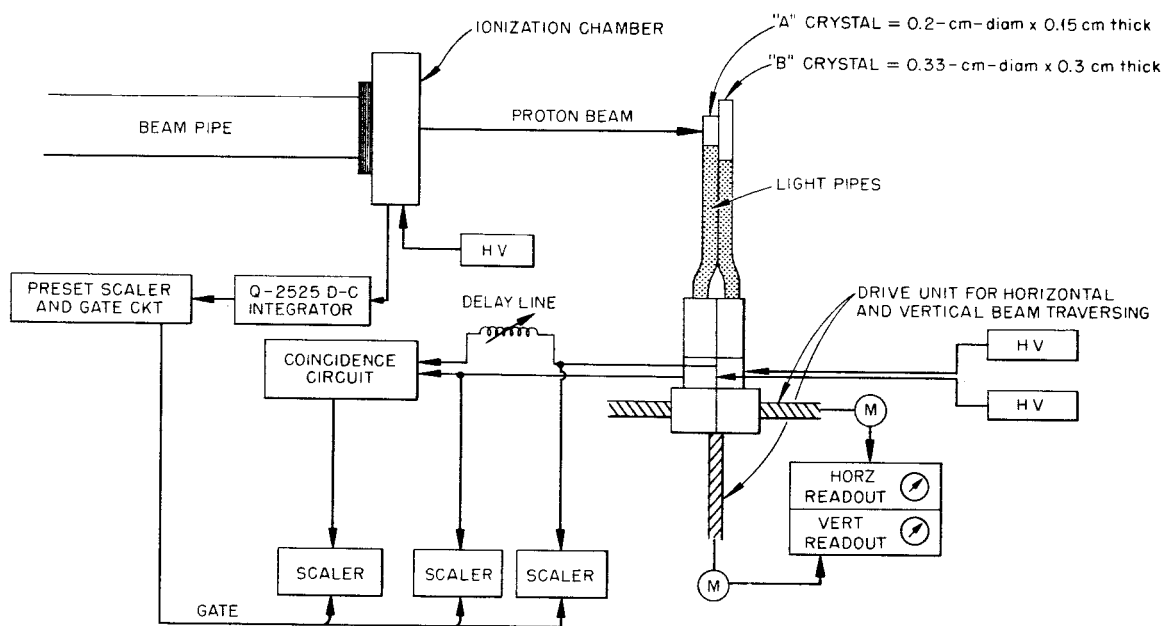 IONIZATION CHAMBER
"A" CRYSTAL = 0.2-cm-diam x 0.15 cm thick
"B" CRYSTAL = 0.33-cm-diam x 0.3 cm thick
BEAM PIPE
PROTON BEAM
LIGHT PIPES
HV
PRESET SCALER
AND GATE CKT
Q-2525 D-C
INTEGRATOR
DELAY LINE
DRIVE UNIT FOR HORIZONTAL
AND VERTICAL BEAM TRAVERSING
COINCIDENCE
CIRCUIT
HV
HV
M
HORZ
READOUT
VERT
READOUT
SCALER
SCALER
SCALER
M
GATE